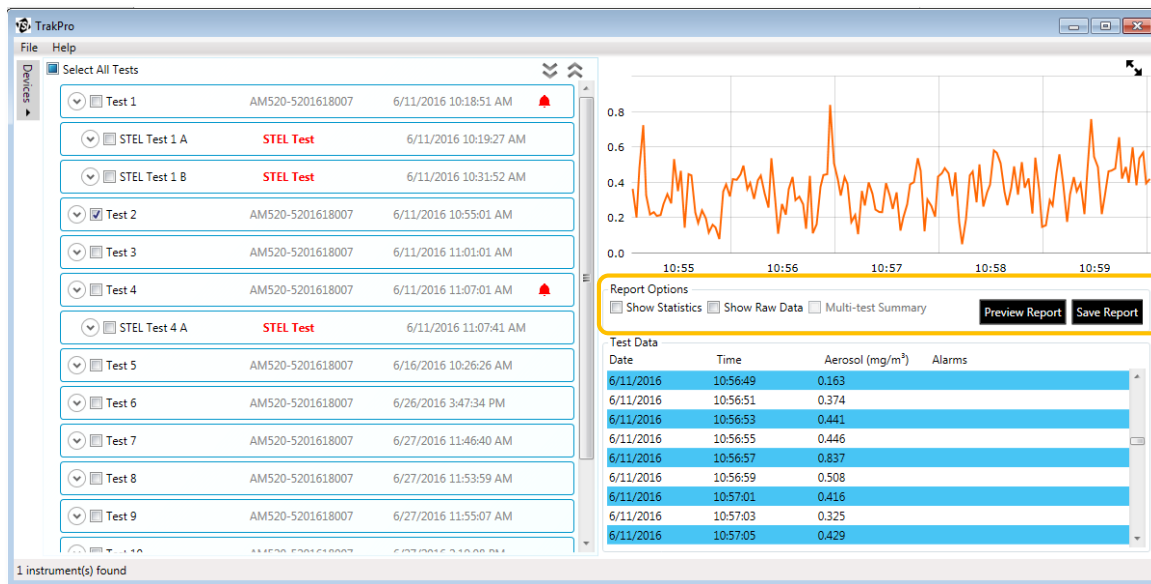 TrakPro
File Help
Devices
Select All Tests
Test 1 AM520-5201618007 6/11/2016 10:18:51 AM
STEL Test 1 A STEL Test 6/11/2016 10:19:27 AM
STEL Test 1 B STEL Test 6/11/2016 10:31:52 AM
Test 2 AM520-5201618007 6/11/2016 10:55:01 AM
Test 3 AM520-5201618007 6/11/2016 11:01:01 AM
Test 4 AM520-5201618007 6/11/2016 11:07:01 AM
STEL Test 4 A STEL Test 6/11/2016 11:07:41 AM
Test 5 AM520-5201618007 6/16/2016 10:26:26 AM
Test 6 AM520-5201618007 6/26/2016 3:47:34 PM
Test 7 AM520-5201618007 6/27/2016 11:46:40 AM
Test 8 AM520-5201618007 6/27/2016 11:53:59 AM
Test 9 AM520-5201618007 6/27/2016 11:55:07 AM
0.8
0.6
0.4
0.2
0.0
10:55 10:56 10:57 10:58 10:59
Report Options
Show Statistics Show Raw Data Multi-test Summary Preview Report Save Report
Test Data
Date Time Aerosol (mg/m³) Alarms
6/11/2016 10:56:49 0.163
6/11/2016 10:56:51 0.374
6/11/2016 10:56:53 0.441
6/11/2016 10:56:55 0.446
6/11/2016 10:56:57 0.837
6/11/2016 10:56:59 0.508
6/11/2016 10:57:01 0.416
6/11/2016 10:57:03 0.325
6/11/2016 10:57:05 0.429
1 instrument(s) found